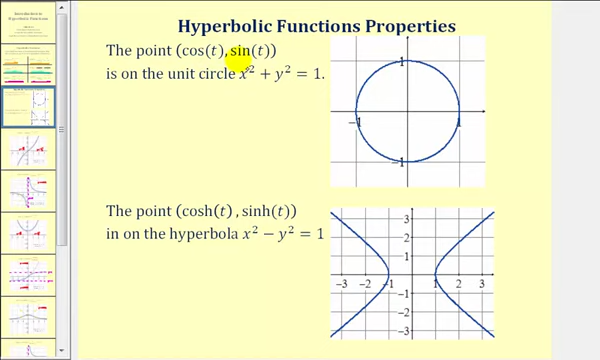 Hyperbolic Functions Properties
The point (cos(t), sin(t))
is on the unit circle x² + y² = 1.
1
−1
1
−1
The point (cosh(t) , sinh(t))
in on the hyperbola x² − y² = 1
3
2
1
−3 −2 −1 1 2 3
−1
−2
−3